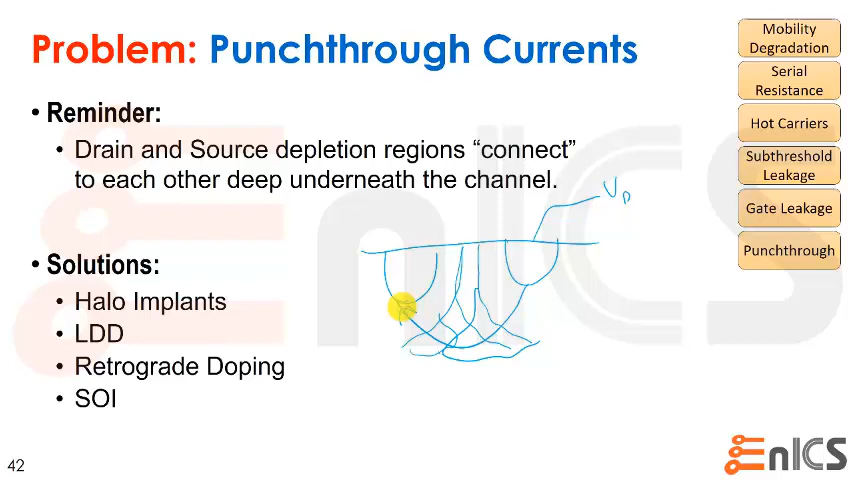 Problem: Punchthrough Currents
• Reminder:
• Drain and Source depletion regions “connect”
to each other deep underneath the channel.
• Solutions:
• Halo Implants
• LDD
• Retrograde Doping
• SOI
V_D
Mobility
Degradation
Serial
Resistance
Hot Carriers
Subthreshold
Leakage
Gate Leakage
Punchthrough
42
EnICS
EnICS